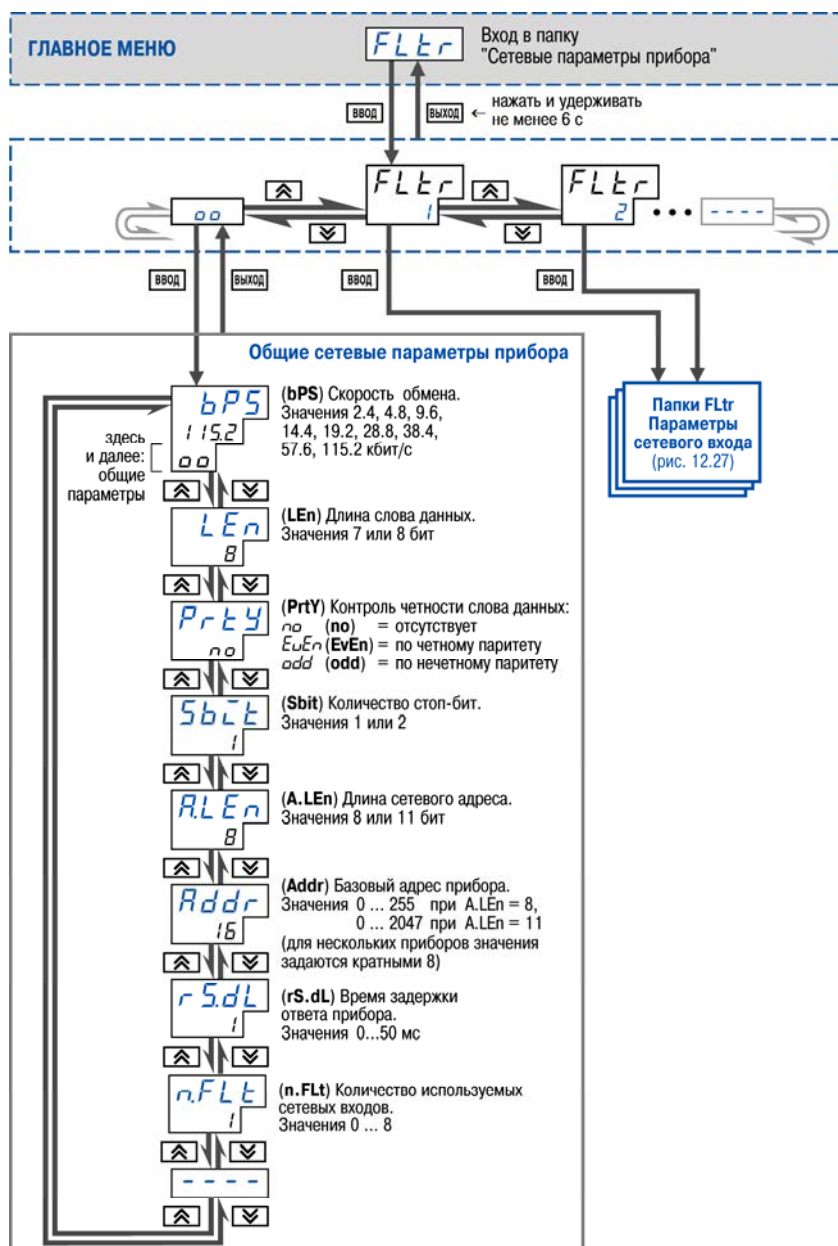 ГЛАВНОЕ МЕНЮ
FLtr
Вход в папку
"Сетевые параметры прибора"
ВВОД
ВЫХОД
← нажать и удерживать
не менее 6 с
oo
FLtr
1
FLtr
2
• • •
- - - -
ВВОД
ВЫХОД
ВВОД
ВВОД
Общие сетевые параметры прибора
bPS
115.2
oo
здесь
и далее:
общие
параметры
(bPS) Скорость обмена.
Значения 2.4, 4.8, 9.6,
14.4, 19.2, 28.8, 38.4,
57.6, 115.2 кбит/с
Папки FLtr
Параметры
сетевого входа
(рис. 12.27)
LEn
8
(LEn) Длина слова данных.
Значения 7 или 8 бит
PrtY
no
(PrtY) Контроль четности слова данных:
no (no) = отсутствует
EvEn (EvEn) = по четному паритету
odd (odd) = по нечетному паритету
Sbit
1
(Sbit) Количество стоп-бит.
Значения 1 или 2
A.LEn
8
(A.LEn) Длина сетевого адреса.
Значения 8 или 11 бит
Addr
16
(Addr) Базовый адрес прибора.
Значения 0 ... 255 при A.LEn = 8,
0 ... 2047 при A.LEn = 11
(для нескольких приборов значения
задаются кратными 8)
rS.dL
1
(rS.dL) Время задержки
ответа прибора.
Значения 0...50 мс
n.FLt
1
(n.FLt) Количество используемых
сетевых входов.
Значения 0 ... 8
- - - -